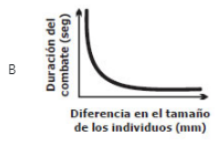 B
Duración del
combate (seg)
Diferencia en el tamaño
de los individuos (mm)